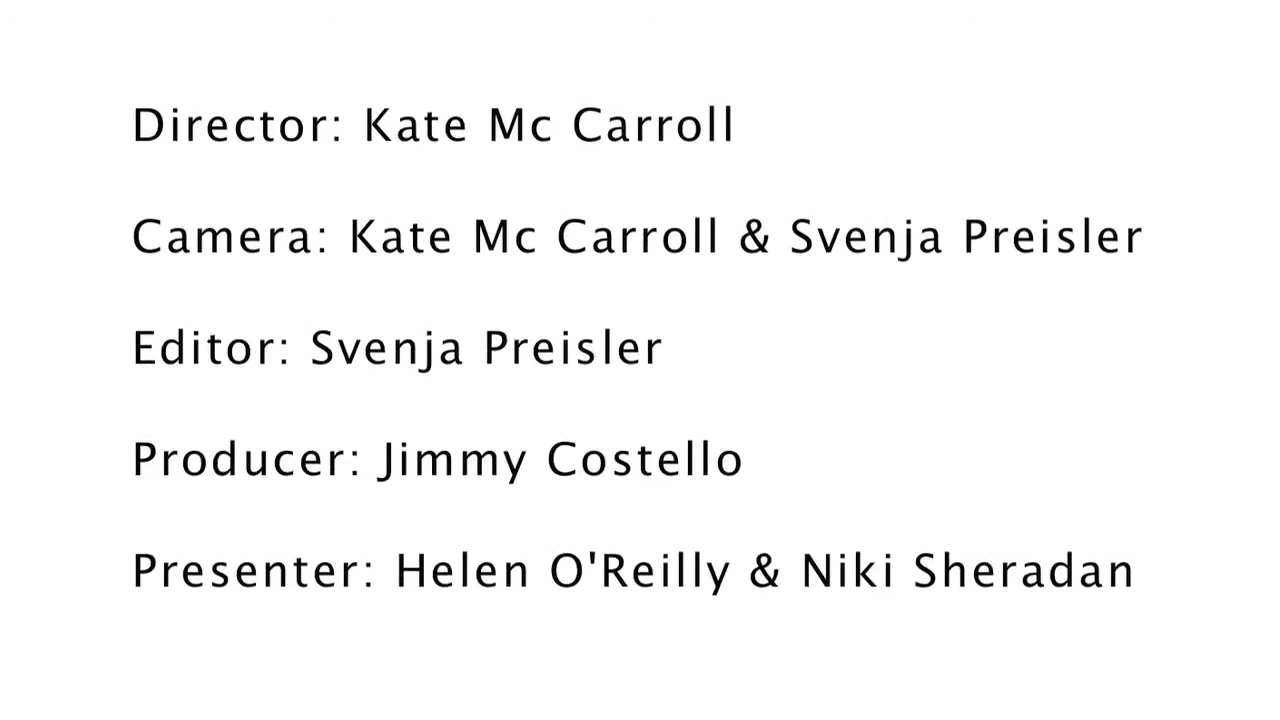 Director: Kate Mc Carroll
Camera: Kate Mc Carroll & Svenja Preisler
Editor: Svenja Preisler
Producer: Jimmy Costello
Presenter: Helen O'Reilly & Niki Sheradan